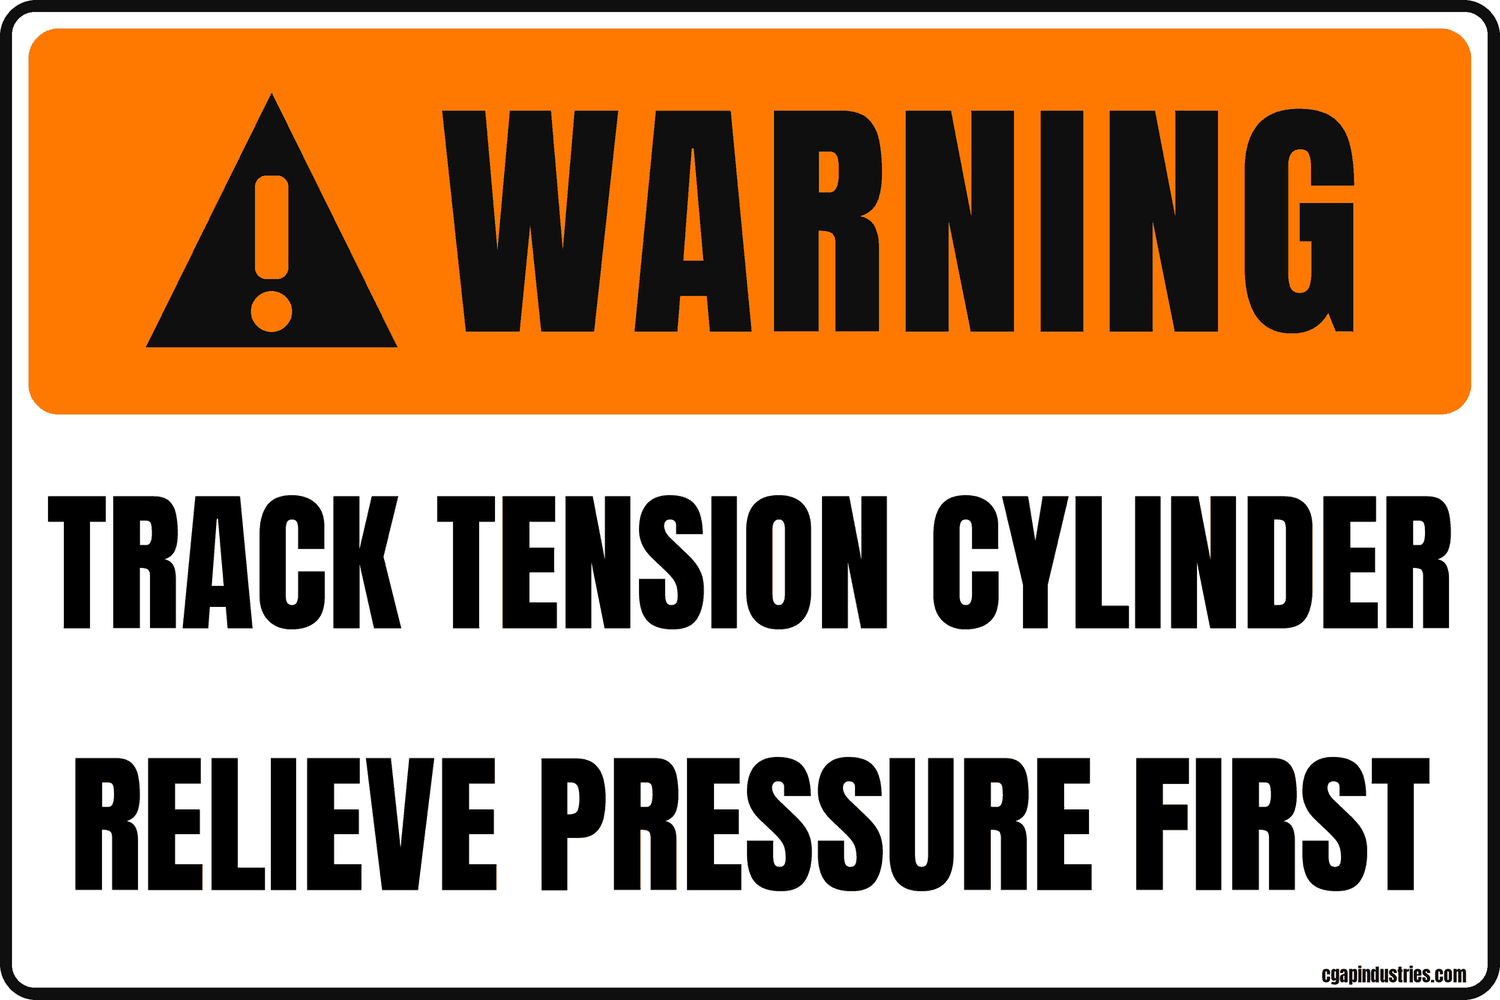 WARNING
TRACK TENSION CYLINDER
RELIEVE PRESSURE FIRST
cgapindustries.com